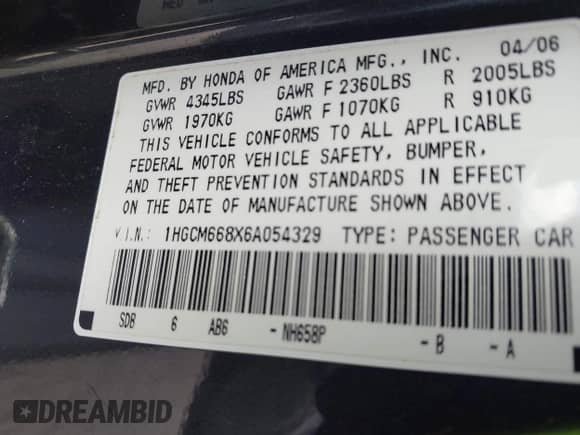 MFD. BY HONDA OF AMERICA MFG., INC. 04/06
GVWR 4345LBS GAWR F 2360LBS R 2005LBS
GVWR 1970KG GAWR F 1070KG R 910KG
THIS VEHICLE CONFORMS TO ALL APPLICABLE
FEDERAL MOTOR VEHICLE SAFETY, BUMPER,
AND THEFT PREVENTION STANDARDS IN EFFECT
ON THE DATE OF MANUFACTURE SHOWN ABOVE.
V.I.N.: 1HGCM668X6A054329 TYPE: PASSENGER CAR
SDB 6 AB6 - NH658P - B - A
DREAMBID